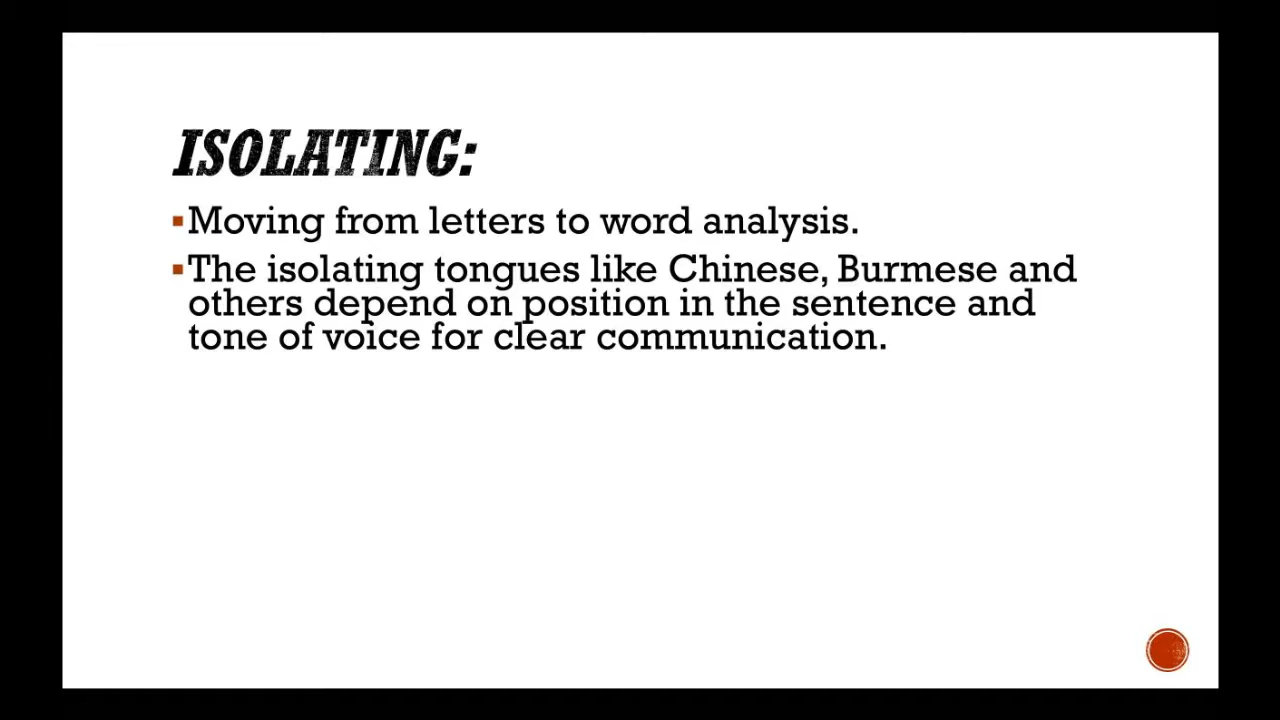 ISOLATING:
▪Moving from letters to word analysis.
▪The isolating tongues like Chinese, Burmese and
others depend on position in the sentence and
tone of voice for clear communication.